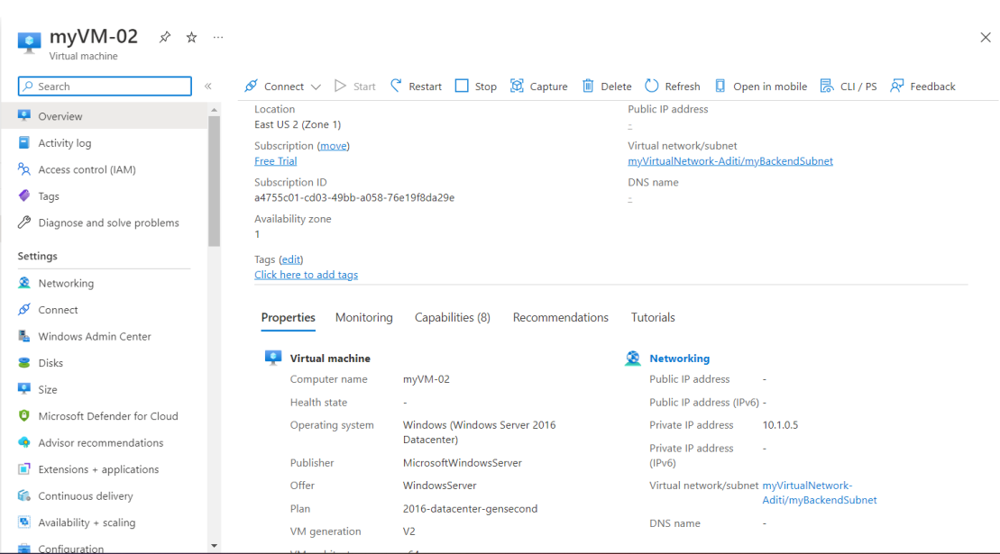 myVM-02
Virtual machine
Search
Connect
Start
Restart
Stop
Capture
Delete
Refresh
Open in mobile
CLI / PS
Feedback
Overview
Activity log
Access control (IAM)
Tags
Diagnose and solve problems
Settings
Networking
Connect
Windows Admin Center
Disks
Size
Microsoft Defender for Cloud
Advisor recommendations
Extensions + applications
Continuous delivery
Availability + scaling
Configuration
Location
East US 2 (Zone 1)
Subscription (move)
Free Trial
Subscription ID
a4755c01-cd03-49bb-a058-76e19f8da29e
Availability zone
1
Tags (edit)
Click here to add tags
Public IP address
-
Virtual network/subnet
myVirtualNetwork-Aditi/myBackendSubnet
DNS name
-
Properties Monitoring Capabilities (8) Recommendations Tutorials
Virtual machine
Computer name myVM-02
Health state -
Operating system Windows (Windows Server 2016
Datacenter)
Publisher MicrosoftWindowsServer
Offer WindowsServer
Plan 2016-datacenter-gensecond
VM generation V2
Networking
Public IP address -
Public IP address (IPv6) -
Private IP address 10.1.0.5
Private IP address -
(IPv6)
Virtual network/subnet myVirtualNetwork-
Aditi/myBackendSubnet
DNS name -